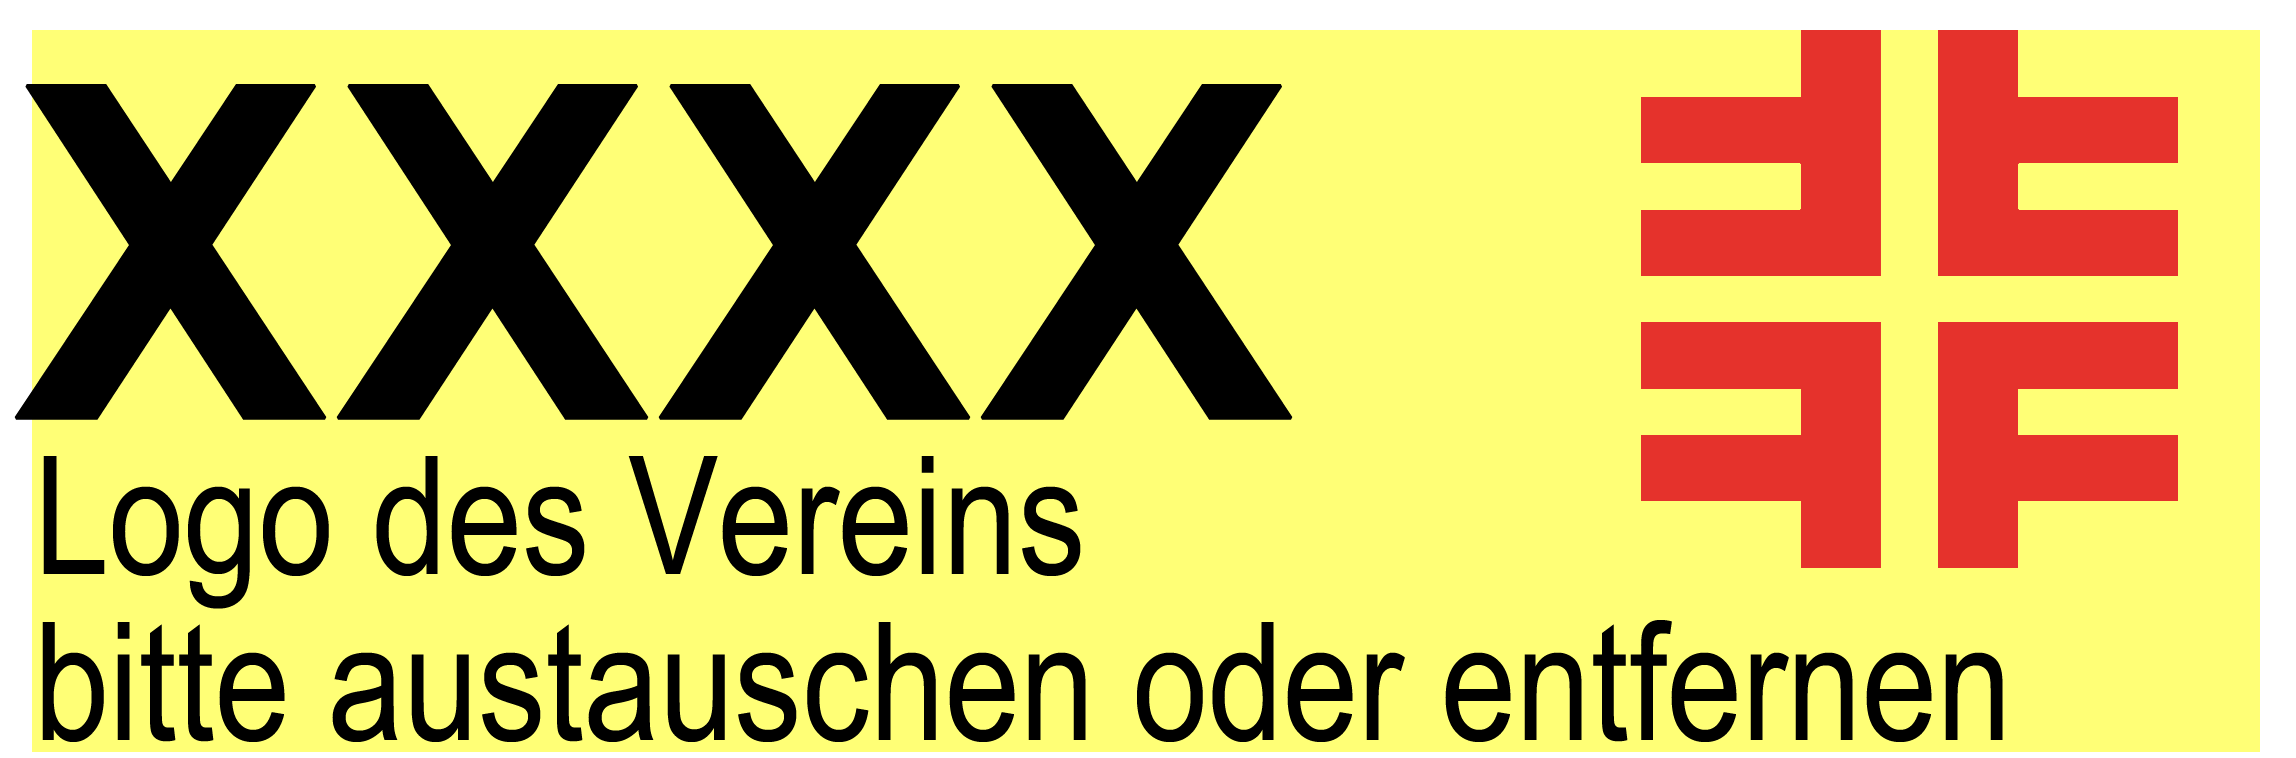 XXXX
Logo des Vereins
bitte austauschen oder entfernen